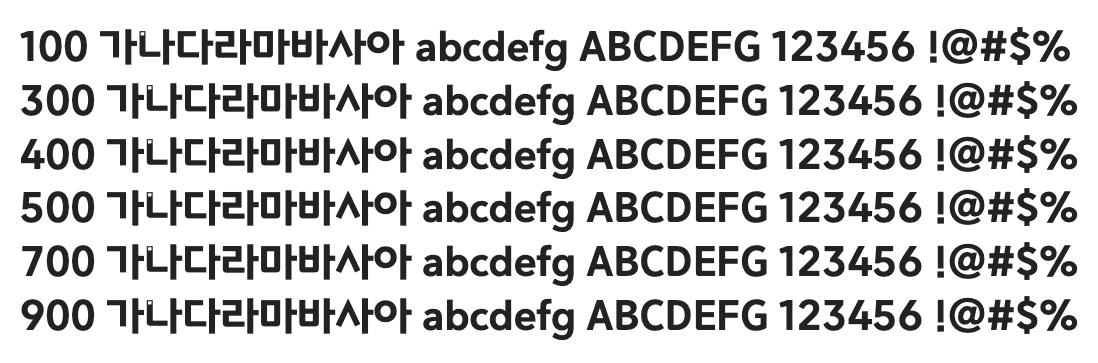 100 가나다라마바사아 abcdefg ABCDEFG 123456 !@#$%
300 가나다라마바사아 abcdefg ABCDEFG 123456 !@#$%
400 가나다라마바사아 abcdefg ABCDEFG 123456 !@#$%
500 가나다라마바사아 abcdefg ABCDEFG 123456 !@#$%
700 가나다라마바사아 abcdefg ABCDEFG 123456 !@#$%
900 가나다라마바사아 abcdefg ABCDEFG 123456 !@#$%